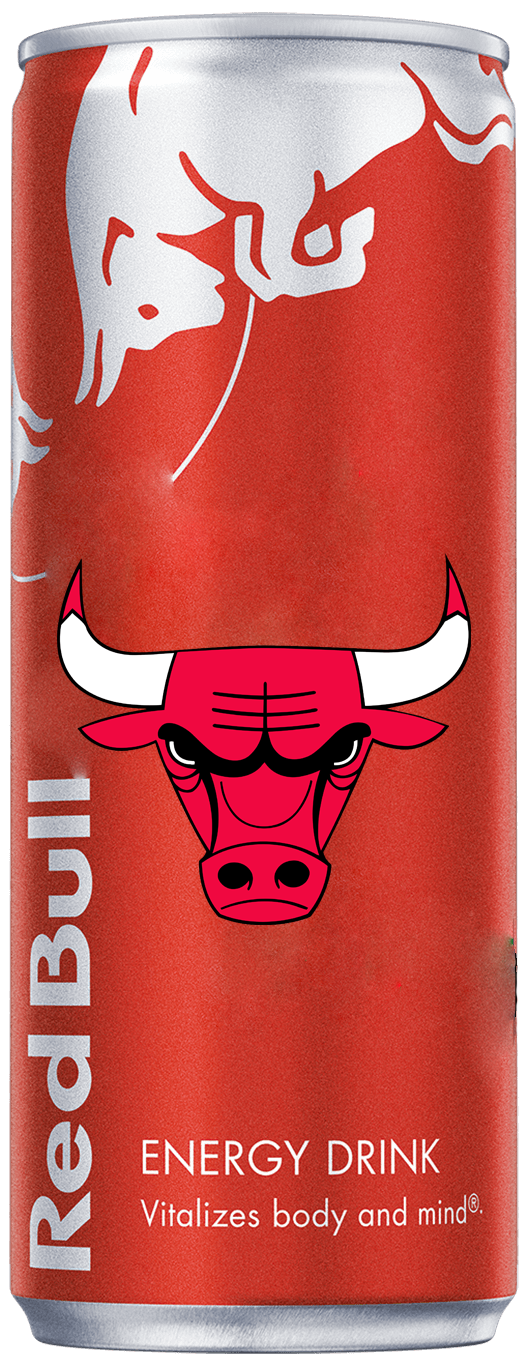 Red Bull
ENERGY DRINK
Vitalizes body and mind®.